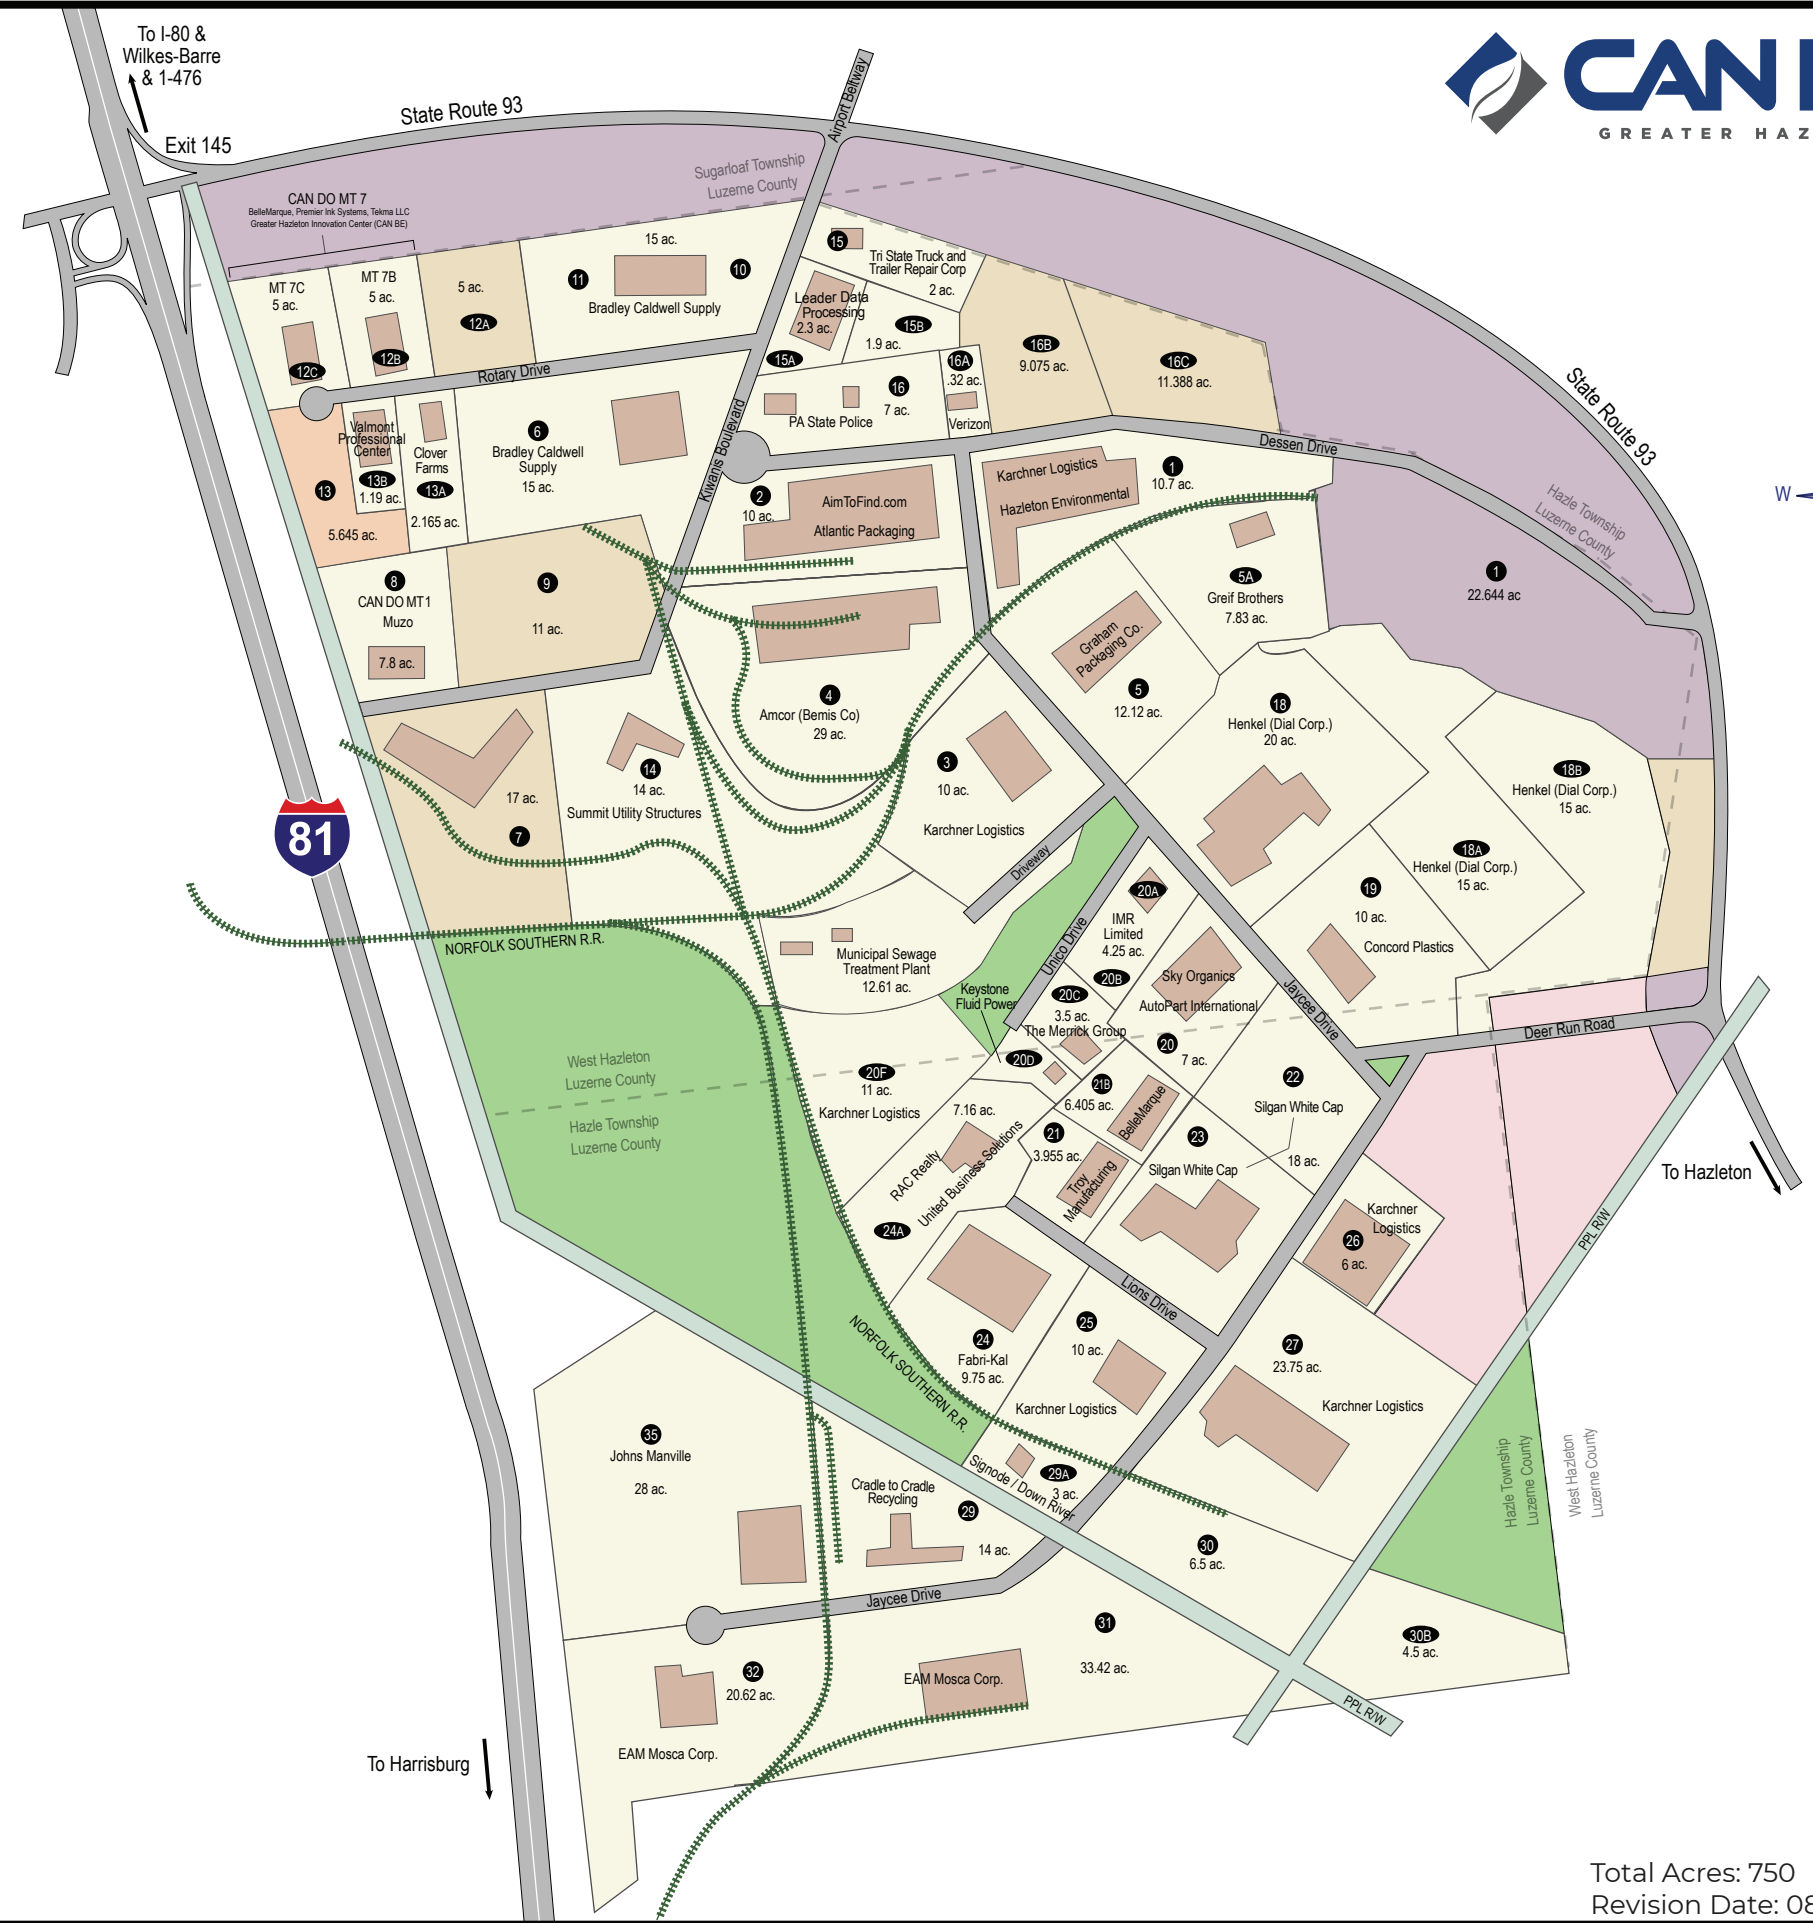 To I-80 &
Wilkes-Barre
& 1-476
Exit 145
State Route 93
Airport Beltway
CAN
GREATER HAZ
Sugarloaf Township
Luzerne County
CAN DO MT 7
BelleMarque, Premier Ink Systems, Tekma LLC
Greater Hazleton Innovation Center (CAN BE)
MT 7C
5 ac.
12C
MT 7B
5 ac.
12B
5 ac.
12A
15 ac.
11
10
Bradley Caldwell Supply
15
Tri State Truck and
Trailer Repair Corp
2 ac.
Leader Data
Processing
2.3 ac.
15A
15B
1.9 ac.
16A
.32 ac.
Verizon
16
7 ac.
PA State Police
16B
9.075 ac.
16C
11.388 ac.
State Route 93
W
Rotary Drive
Kiwanis Boulevard
Dessen Drive
Hazle Township
Luzerne County
13
5.645 ac.
Valmont
Professional
Center
13B
1.19 ac.
Clover
Farms
13A
2.165 ac.
6
Bradley Caldwell
Supply
15 ac.
2
10 ac.
AimToFind.com
Atlantic Packaging
Karchner Logistics
Hazleton Environmental
1
10.7 ac.
1
22.644 ac
8
CAN DO MT1
Muzo
7.8 ac.
9
11 ac.
5A
Greif Brothers
7.83 ac.
Graham
Packaging Co.
5
12.12 ac.
4
Amcor (Bemis Co)
29 ac.
18
Henkel (Dial Corp.)
20 ac.
18B
Henkel (Dial Corp.)
15 ac.
18A
Henkel (Dial Corp.)
15 ac.
17 ac.
7
14
14 ac.
Summit Utility Structures
3
10 ac.
Karchner Logistics
Driveway
81
19
10 ac.
Concord Plastics
20A
IMR
Limited
4.25 ac.
20B
Unico Drive
NORFOLK SOUTHERN R.R.
Municipal Sewage
Treatment Plant
12.61 ac.
Keystone
Fluid Power
20C
3.5 ac.
The Merrick Group
20D
Sky Organics
AutoPart International
20
7 ac.
Jaycee Drive
Deer Run Road
West Hazleton
Luzerne County
Hazle Township
Luzerne County
20F
11 ac.
Karchner Logistics
7.16 ac.
RAC Realty
United Business Solutions
24A
21B
6.405 ac.
BelleMarque
21
3.955 ac.
Troy
Manufacturing
22
Silgan White Cap
18 ac.
23
Silgan White Cap
To Hazleton
PPL R/W
Karchner
Logistics
26
6 ac.
Lions Drive
NORFOLK SOUTHERN R.R.
24
Fabri-Kal
9.75 ac.
25
10 ac.
Karchner Logistics
27
23.75 ac.
Karchner Logistics
Hazle Township
Luzerne County
West Hazleton
Luzerne County
35
Johns Manville
28 ac.
Cradle to Cradle
Recycling
29
14 ac.
Signode / Down River
29A
3 ac.
30
6.5 ac.
Jaycee Drive
31
33.42 ac.
30B
4.5 ac.
32
20.62 ac.
EAM Mosca Corp.
EAM Mosca Corp.
PPL R/W
To Harrisburg
Total Acres: 750
Revision Date: 08